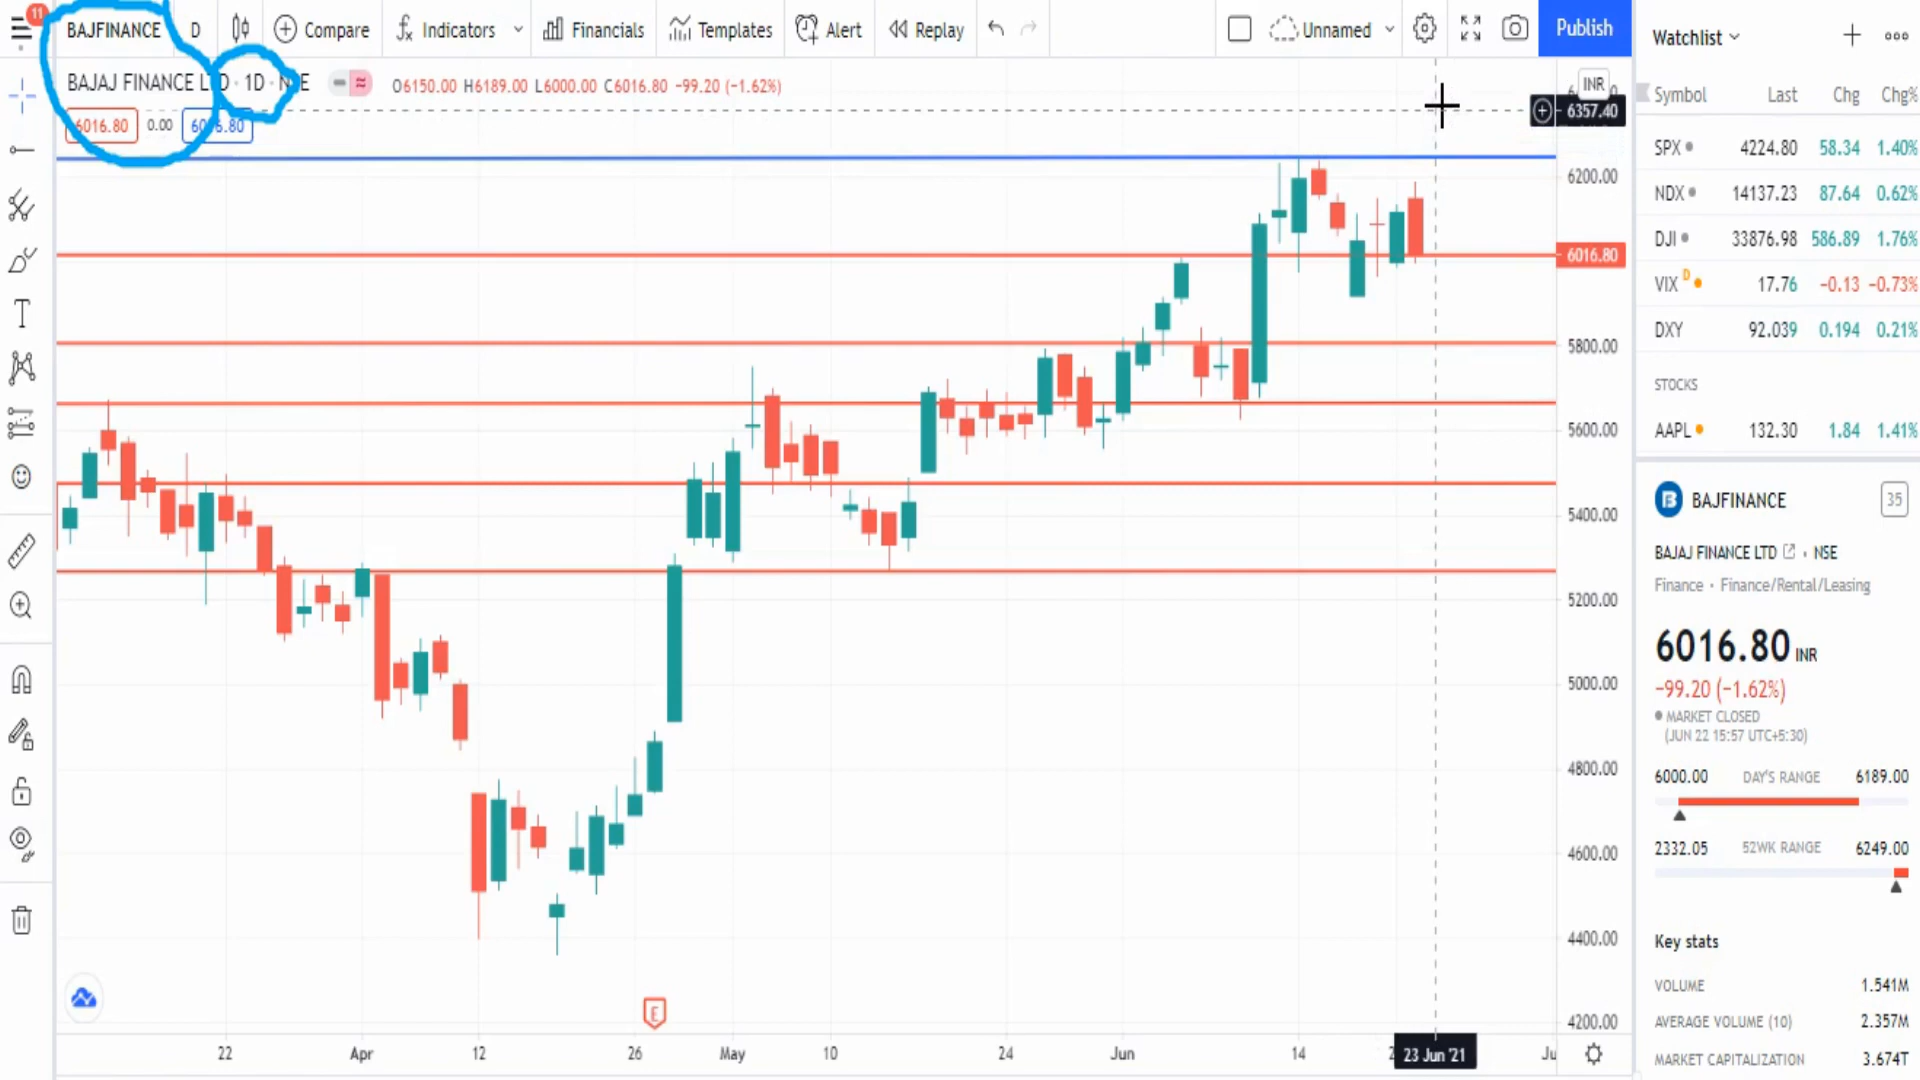 11
BAJFINANCE D Compare Indicators Financials Templates Alert Replay Unnamed Publish
BAJAJ FINANCE LTD · 1D · NSE O6150.00 H6189.00 L6000.00 C6016.80 −99.20 (−1.62%)
6016.80 0.00 6016.80
INR
6357.40
6200.00
6016.80
5800.00
5600.00
5400.00
5200.00
5000.00
4800.00
4600.00
4400.00
4200.00
E
22 Apr 12 26 May 10 24 Jun 14 23 Jun '21
Watchlist
Symbol Last Chg Chg%
SPX 4224.80 58.34 1.40%
NDX 14137.23 87.64 0.62%
DJI 33876.98 586.89 1.76%
VIX D 17.76 −0.13 −0.73%
DXY 92.039 0.194 0.21%
STOCKS
AAPL 132.30 1.84 1.41%
B BAJFINANCE 35
BAJAJ FINANCE LTD · NSE
Finance · Finance/Rental/Leasing
6016.80 INR
−99.20 (−1.62%)
MARKET CLOSED
(JUN 22 15:57 UTC+5:30)
6000.00 DAY'S RANGE 6189.00
2332.05 52WK RANGE 6249.00
Key stats
VOLUME 1.541M
AVERAGE VOLUME (10) 2.357M
MARKET CAPITALIZATION 3.674T